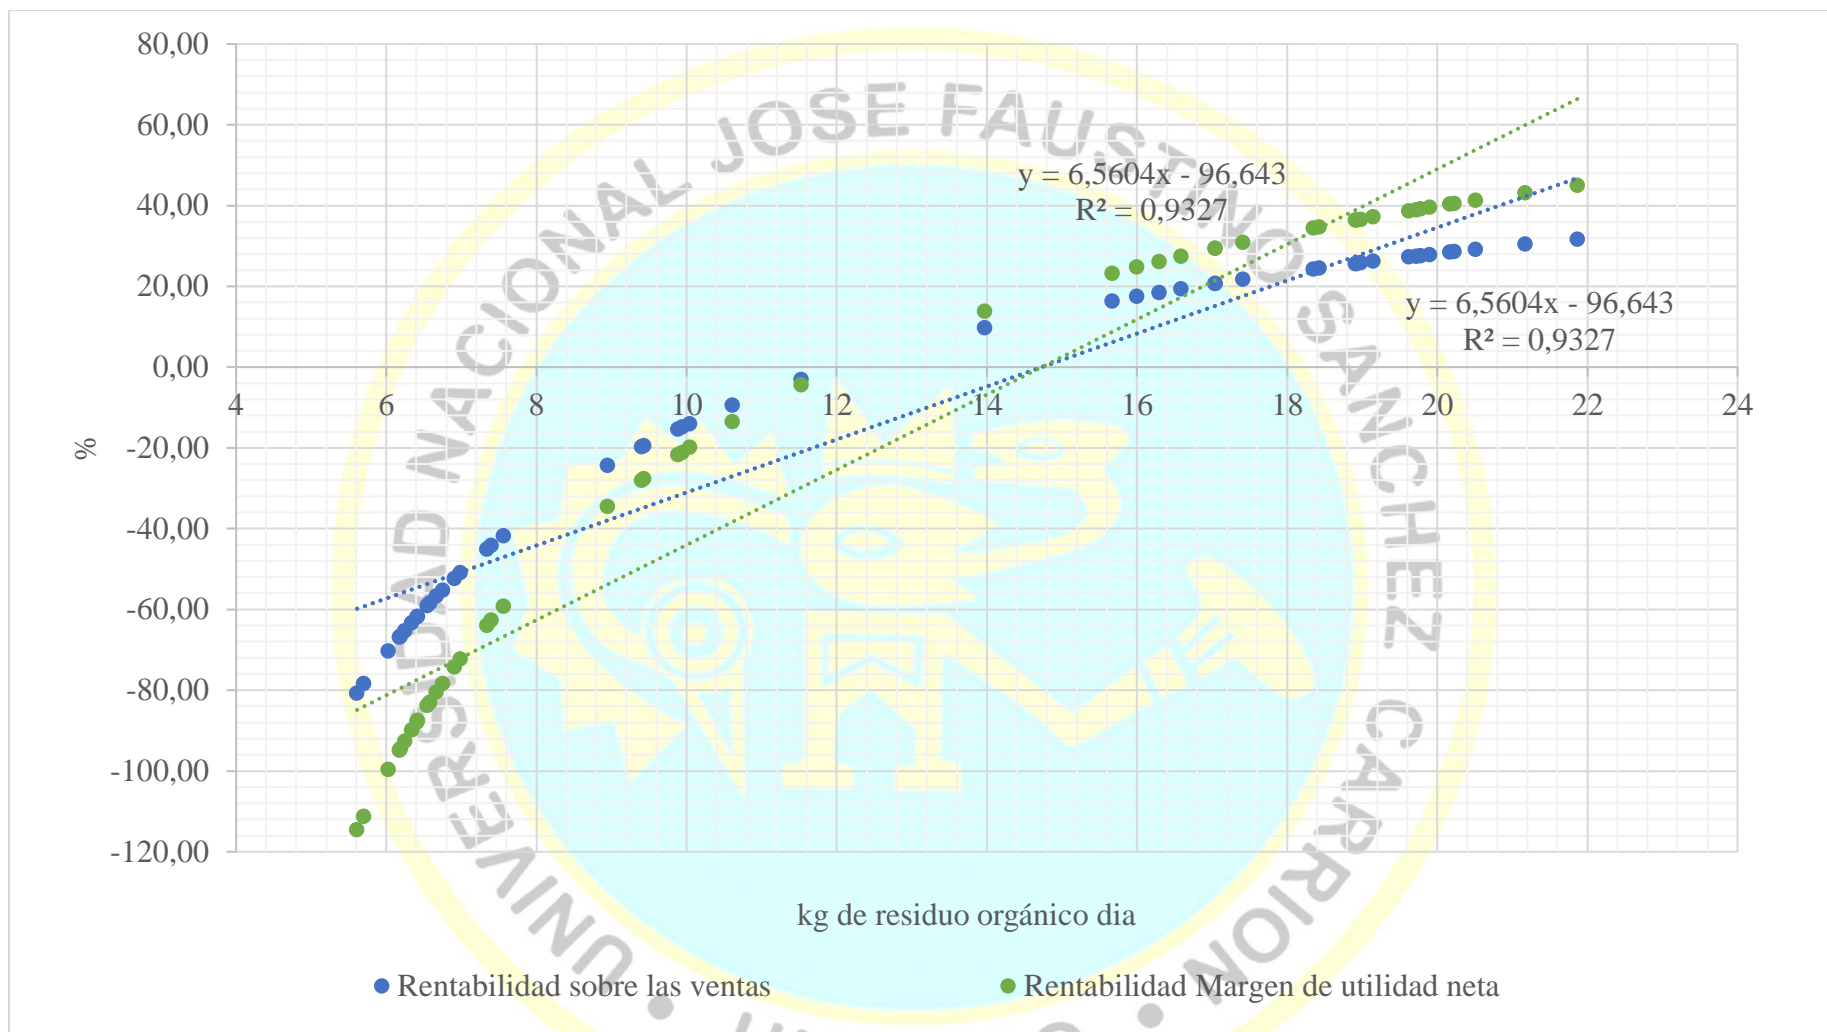 80,00
60,00
40,00
20,00
0,00
-20,00
-40,00
-60,00
-80,00
-100,00
-120,00
4 6 8 10 12 14 16 18 20 22 24
%
y = 6,5604x - 96,643
R² = 0,9327
y = 6,5604x - 96,643
R² = 0,9327
kg de residuo orgánico dia
Rentabilidad sobre las ventas
Rentabilidad Margen de utilidad neta
UNIVERSIDAD NACIONAL JOSE FAUSTINO SANCHEZ CARRION